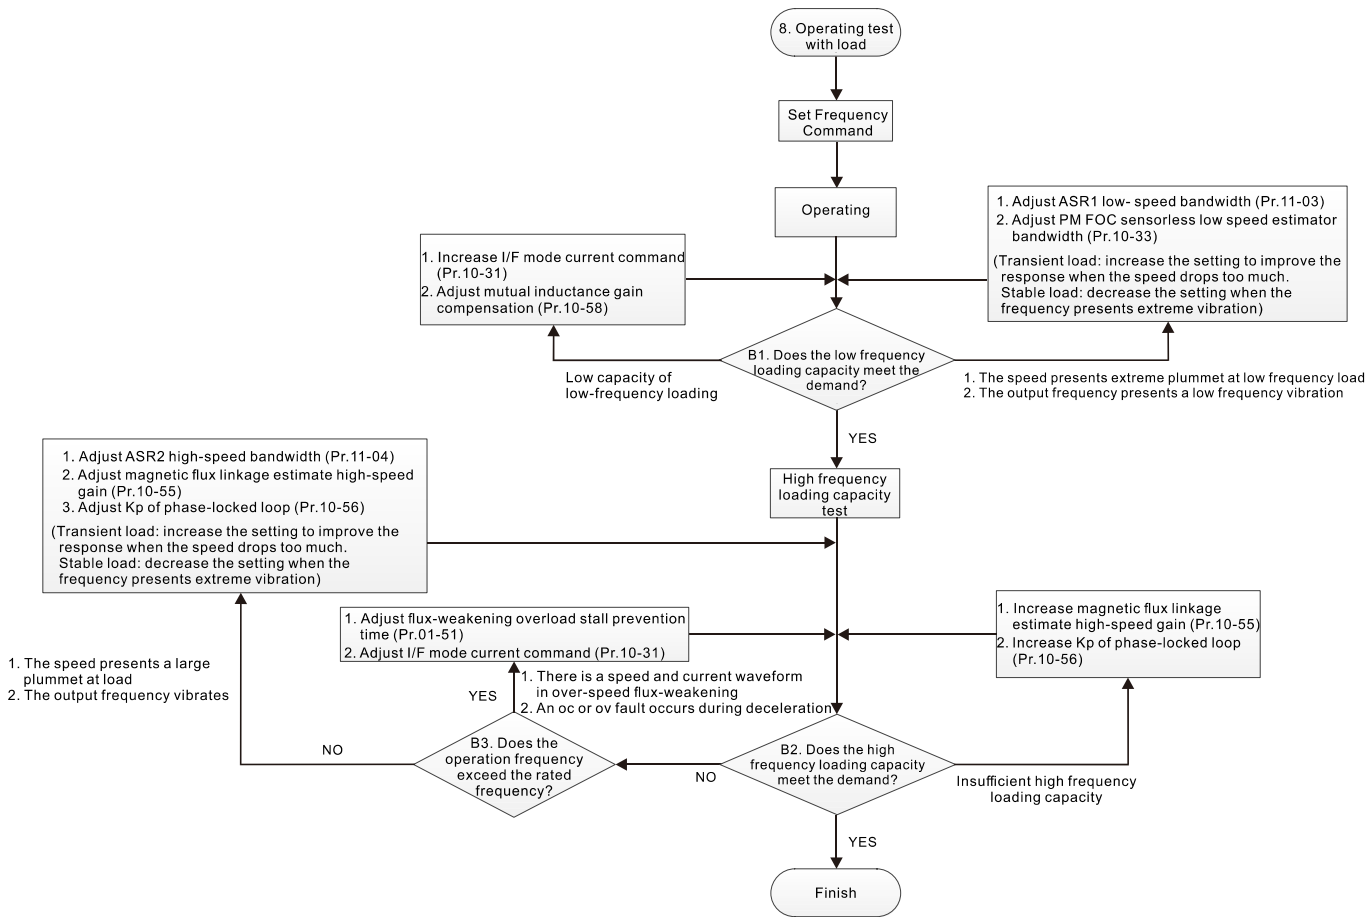 8. Operating test
with load
Set Frequency
Command
Operating
1. Increase I/F mode current command
(Pr.10-31)
2. Adjust mutual inductance gain
compensation (Pr.10-58)
1. Adjust ASR1 low- speed bandwidth (Pr.11-03)
2. Adjust PM FOC sensorless low speed estimator
bandwidth (Pr.10-33)
(Transient load: increase the setting to improve the
response when the speed drops too much.
Stable load: decrease the setting when the
frequency presents extreme vibration)
B1. Does the low frequency
loading capacity meet the
demand?
Low capacity of
low-frequency loading
1. The speed presents extreme plummet at low frequency load
2. The output frequency presents a low frequency vibration
YES
High frequency
loading capacity
test
1. Adjust ASR2 high-speed bandwidth (Pr.11-04)
2. Adjust magnetic flux linkage estimate high-speed
gain (Pr.10-55)
3. Adjust Kp of phase-locked loop (Pr.10-56)
(Transient load: increase the setting to improve the
response when the speed drops too much.
Stable load: decrease the setting when the
frequency presents extreme vibration)
1. Adjust flux-weakening overload stall prevention
time (Pr.01-51)
2. Adjust I/F mode current command (Pr.10-31)
1. Increase magnetic flux linkage
estimate high-speed gain (Pr.10-55)
2. Increase Kp of phase-locked loop
(Pr.10-56)
1. The speed presents a large
plummet at load
2. The output frequency vibrates
YES
1. There is a speed and current waveform
in over-speed flux-weakening
2. An oc or ov fault occurs during deceleration
NO
B3. Does the
operation frequency
exceed the rated
frequency?
NO
B2. Does the high
frequency loading capacity
meet the demand?
Insufficient high frequency
loading capacity
YES
Finish